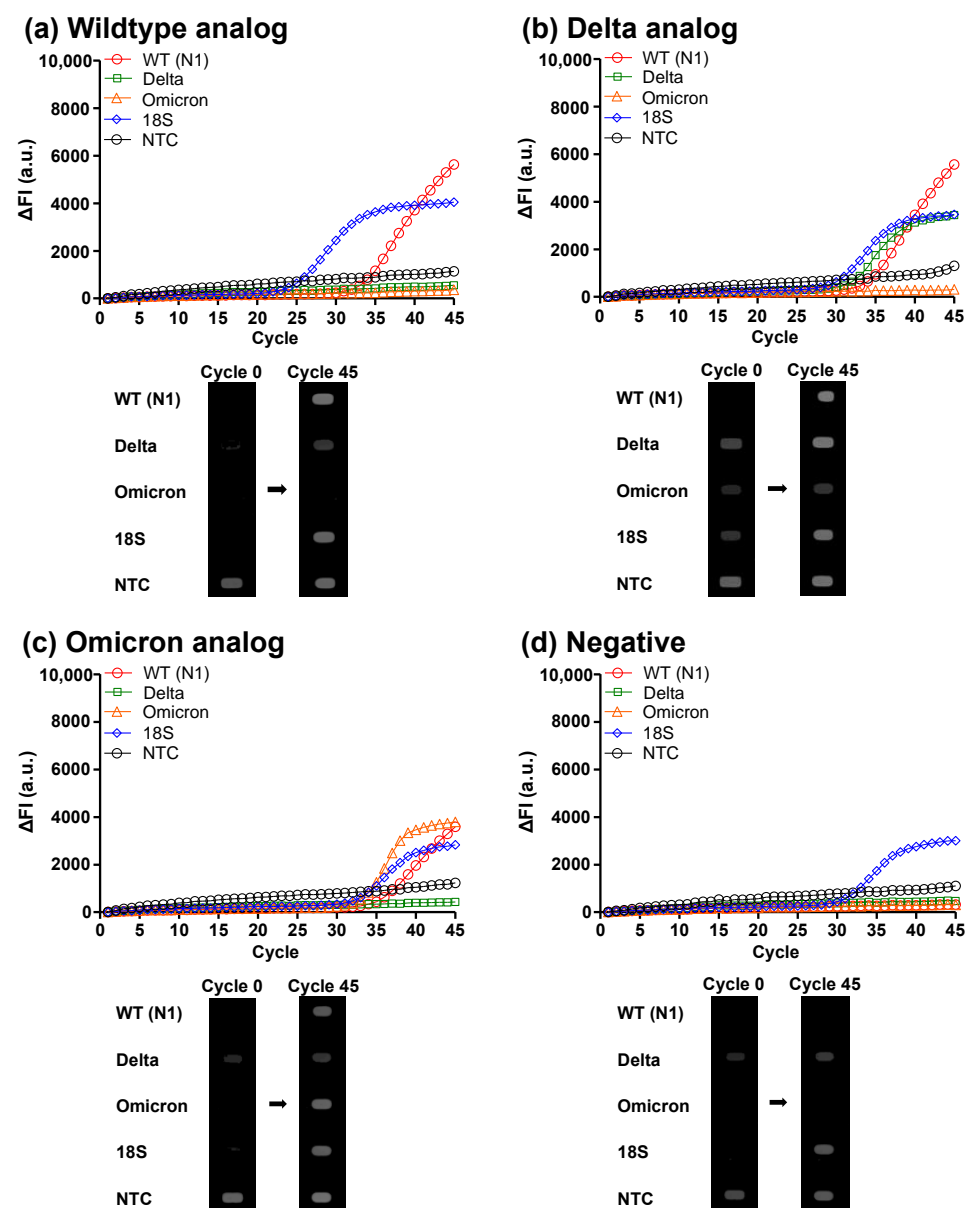 (a) Wildtype analog
10,000
8000
6000
4000
2000
0
ΔFI (a.u.)
WT (N1)
Delta
Omicron
18S
NTC
0 5 10 15 20 25 30 35 40 45
Cycle
Cycle 0 Cycle 45
WT (N1)
Delta
Omicron
18S
NTC
(b) Delta analog
10,000
8000
6000
4000
2000
0
ΔFI (a.u.)
WT (N1)
Delta
Omicron
18S
NTC
0 5 10 15 20 25 30 35 40 45
Cycle
Cycle 0 Cycle 45
WT (N1)
Delta
Omicron
18S
NTC
(c) Omicron analog
10,000
8000
6000
4000
2000
0
ΔFI (a.u.)
WT (N1)
Delta
Omicron
18S
NTC
0 5 10 15 20 25 30 35 40 45
Cycle
Cycle 0 Cycle 45
WT (N1)
Delta
Omicron
18S
NTC
(d) Negative
10,000
8000
6000
4000
2000
0
ΔFI (a.u.)
WT (N1)
Delta
Omicron
18S
NTC
0 5 10 15 20 25 30 35 40 45
Cycle
Cycle 0 Cycle 45
WT (N1)
Delta
Omicron
18S
NTC